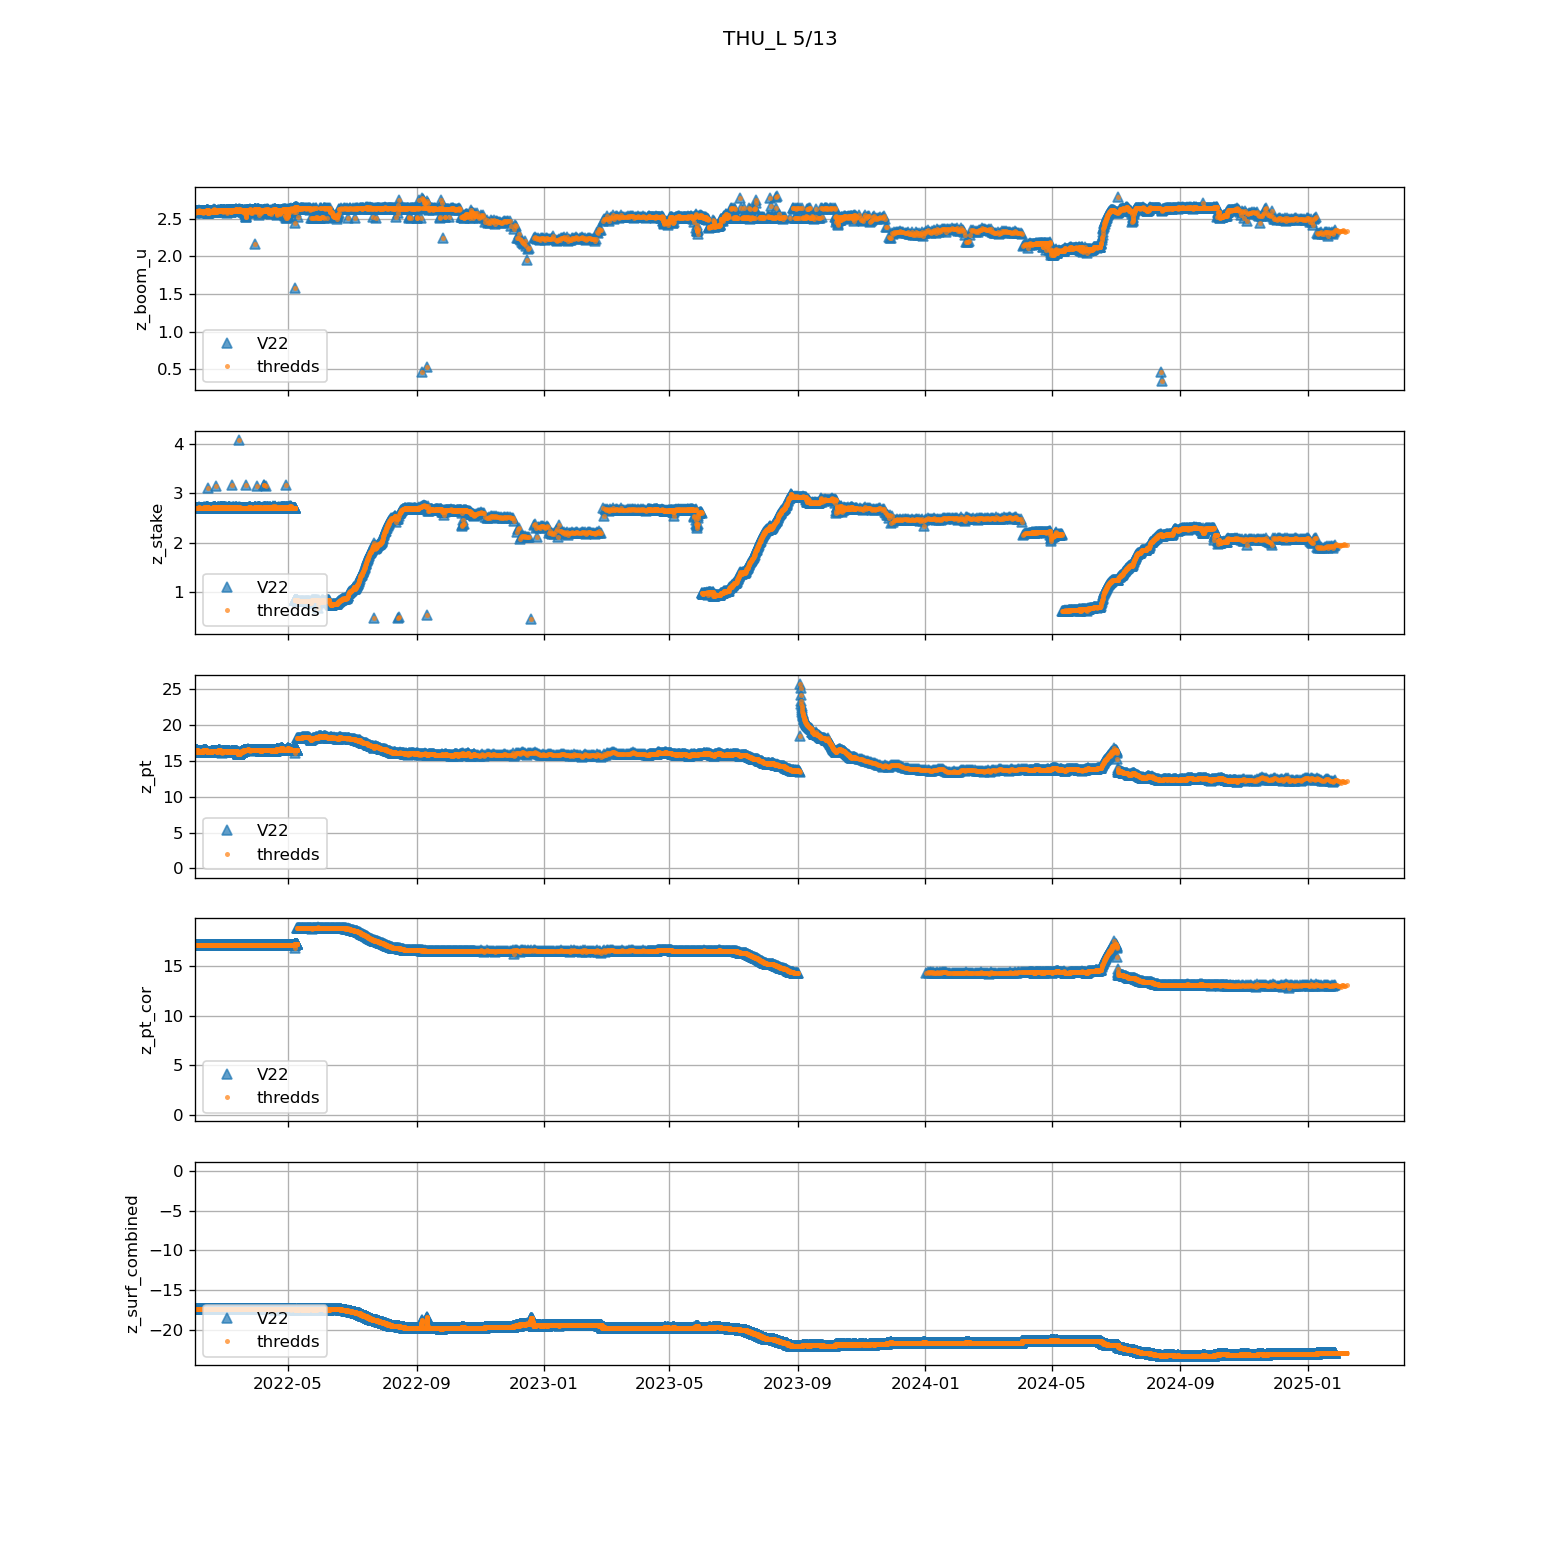 THU_L 5/13
z_boom_u
2.5
2.0
1.5
1.0
0.5
V22
thredds
z_stake
4
3
2
1
V22
thredds
z_pt
25
20
15
10
5
0
V22
thredds
z_pt_cor
15
10
5
0
V22
thredds
z_surf_combined
0
−5
−10
−15
−20
V22
thredds
2022-05 2022-09 2023-01 2023-05 2023-09 2024-01 2024-05 2024-09 2025-01